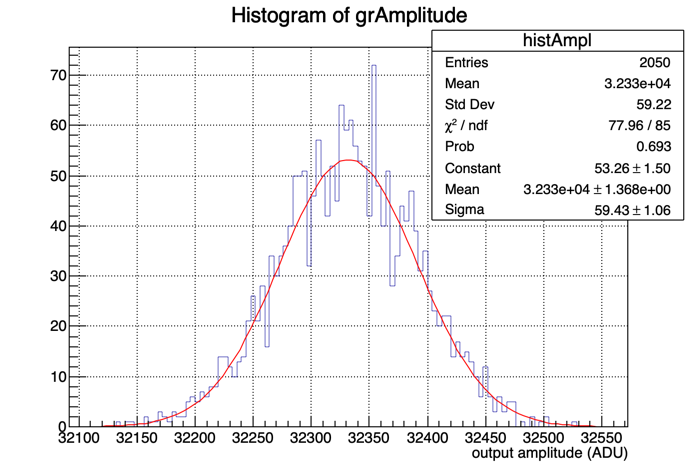 Histogram of grAmplitude
histAmpl
Entries 2050
Mean 3.233e+04
Std Dev 59.22
χ² / ndf 77.96 / 85
Prob 0.693
Constant 53.26 ± 1.50
Mean 3.233e+04 ± 1.368e+00
Sigma 59.43 ± 1.06
70
60
50
40
30
20
10
0
32100 32150 32200 32250 32300 32350 32400 32450 32500 32550
output amplitude (ADU)